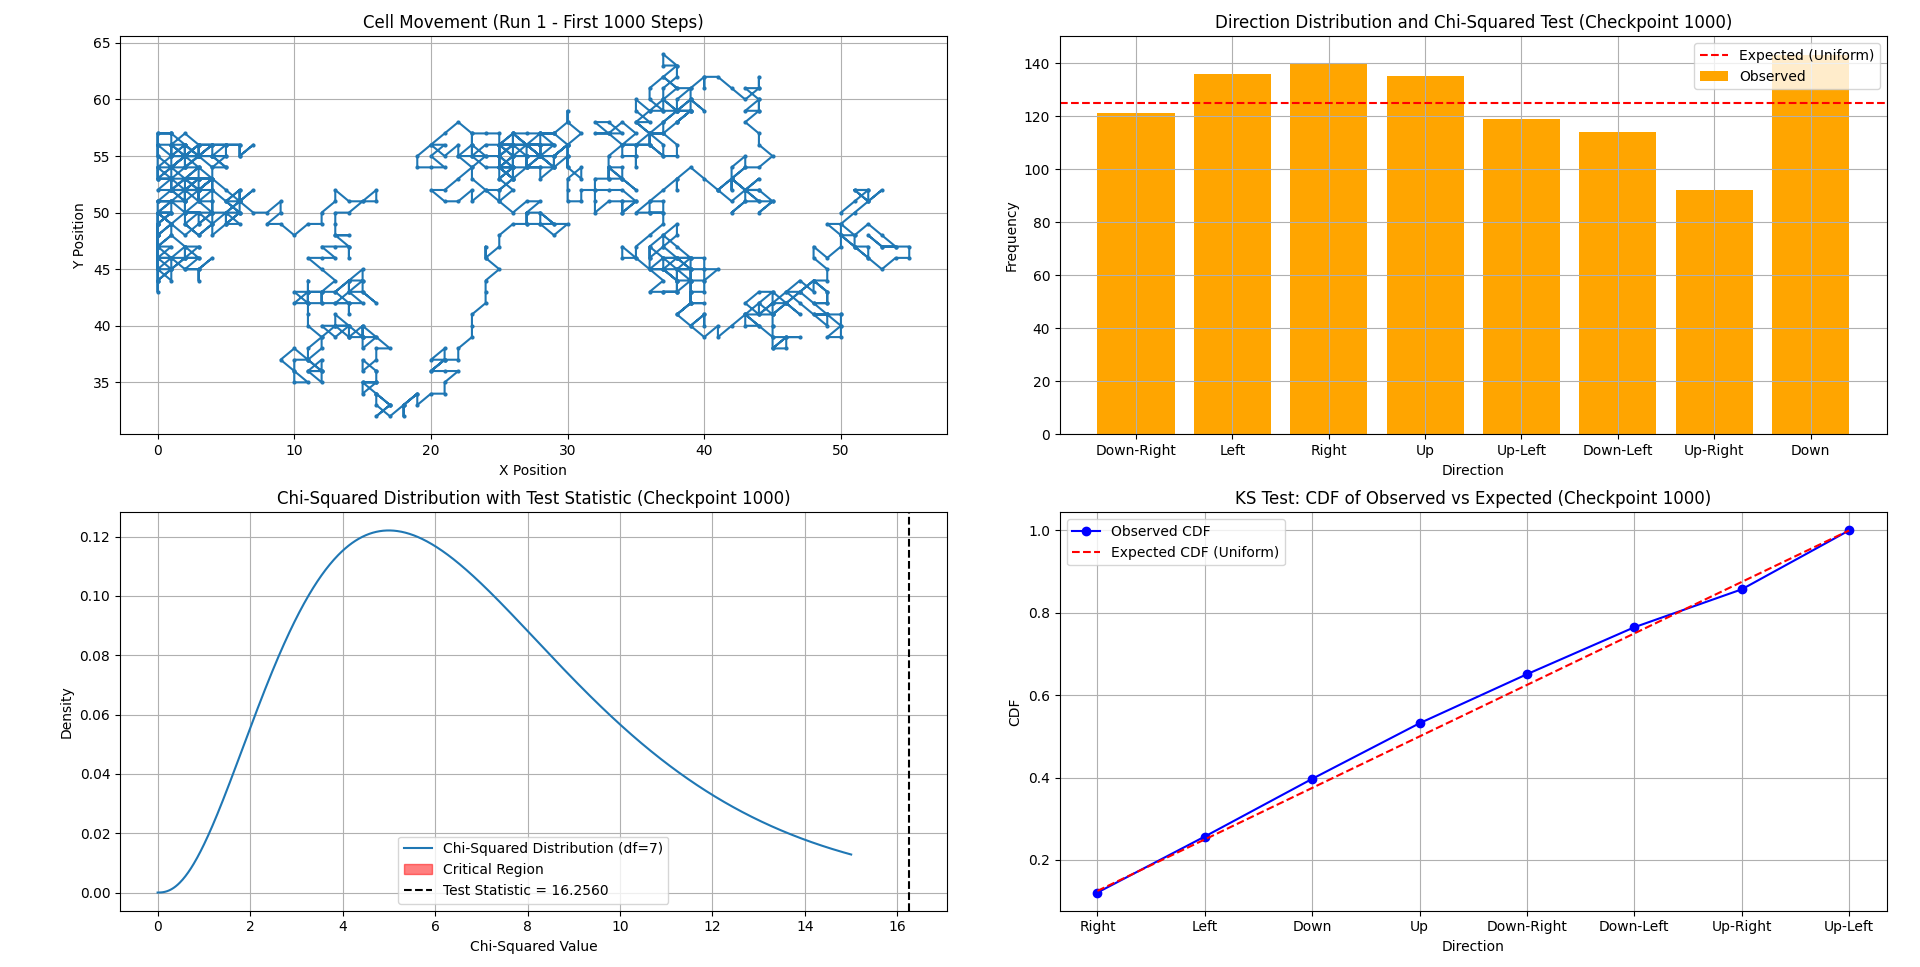 Cell Movement (Run 1 - First 1000 Steps)
65
60
55
50
45
40
35
Y Position
0 10 20 30 40 50
X Position
Direction Distribution and Chi-Squared Test (Checkpoint 1000)
Expected (Uniform)
Observed
140
120
100
80
60
40
20
0
Frequency
Down-Right Left Right Up Up-Left Down-Left Up-Right Down
Direction
Chi-Squared Distribution with Test Statistic (Checkpoint 1000)
0.12
0.10
0.08
0.06
0.04
0.02
0.00
Density
Chi-Squared Distribution (df=7)
Critical Region
Test Statistic = 16.2560
0 2 4 6 8 10 12 14 16
Chi-Squared Value
KS Test: CDF of Observed vs Expected (Checkpoint 1000)
Observed CDF
Expected CDF (Uniform)
1.0
0.8
0.6
0.4
0.2
CDF
Right Left Down Up Down-Right Down-Left Up-Right Up-Left
Direction